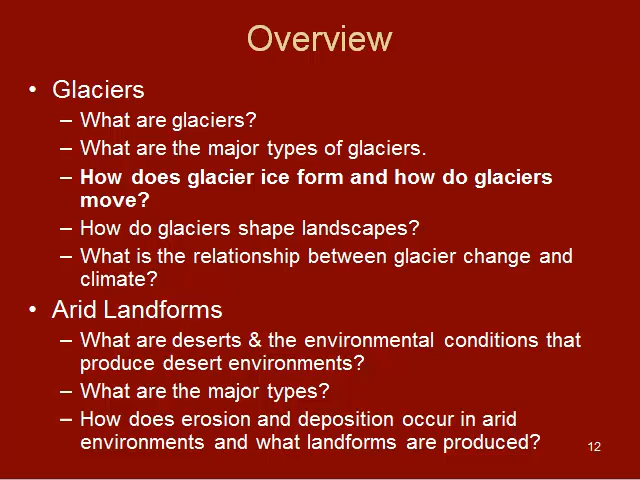 Overview
• Glaciers
– What are glaciers?
– What are the major types of glaciers.
– How does glacier ice form and how do glaciers
move?
– How do glaciers shape landscapes?
– What is the relationship between glacier change and
climate?
• Arid Landforms
– What are deserts & the environmental conditions that
produce desert environments?
– What are the major types?
– How does erosion and deposition occur in arid
environments and what landforms are produced?
12